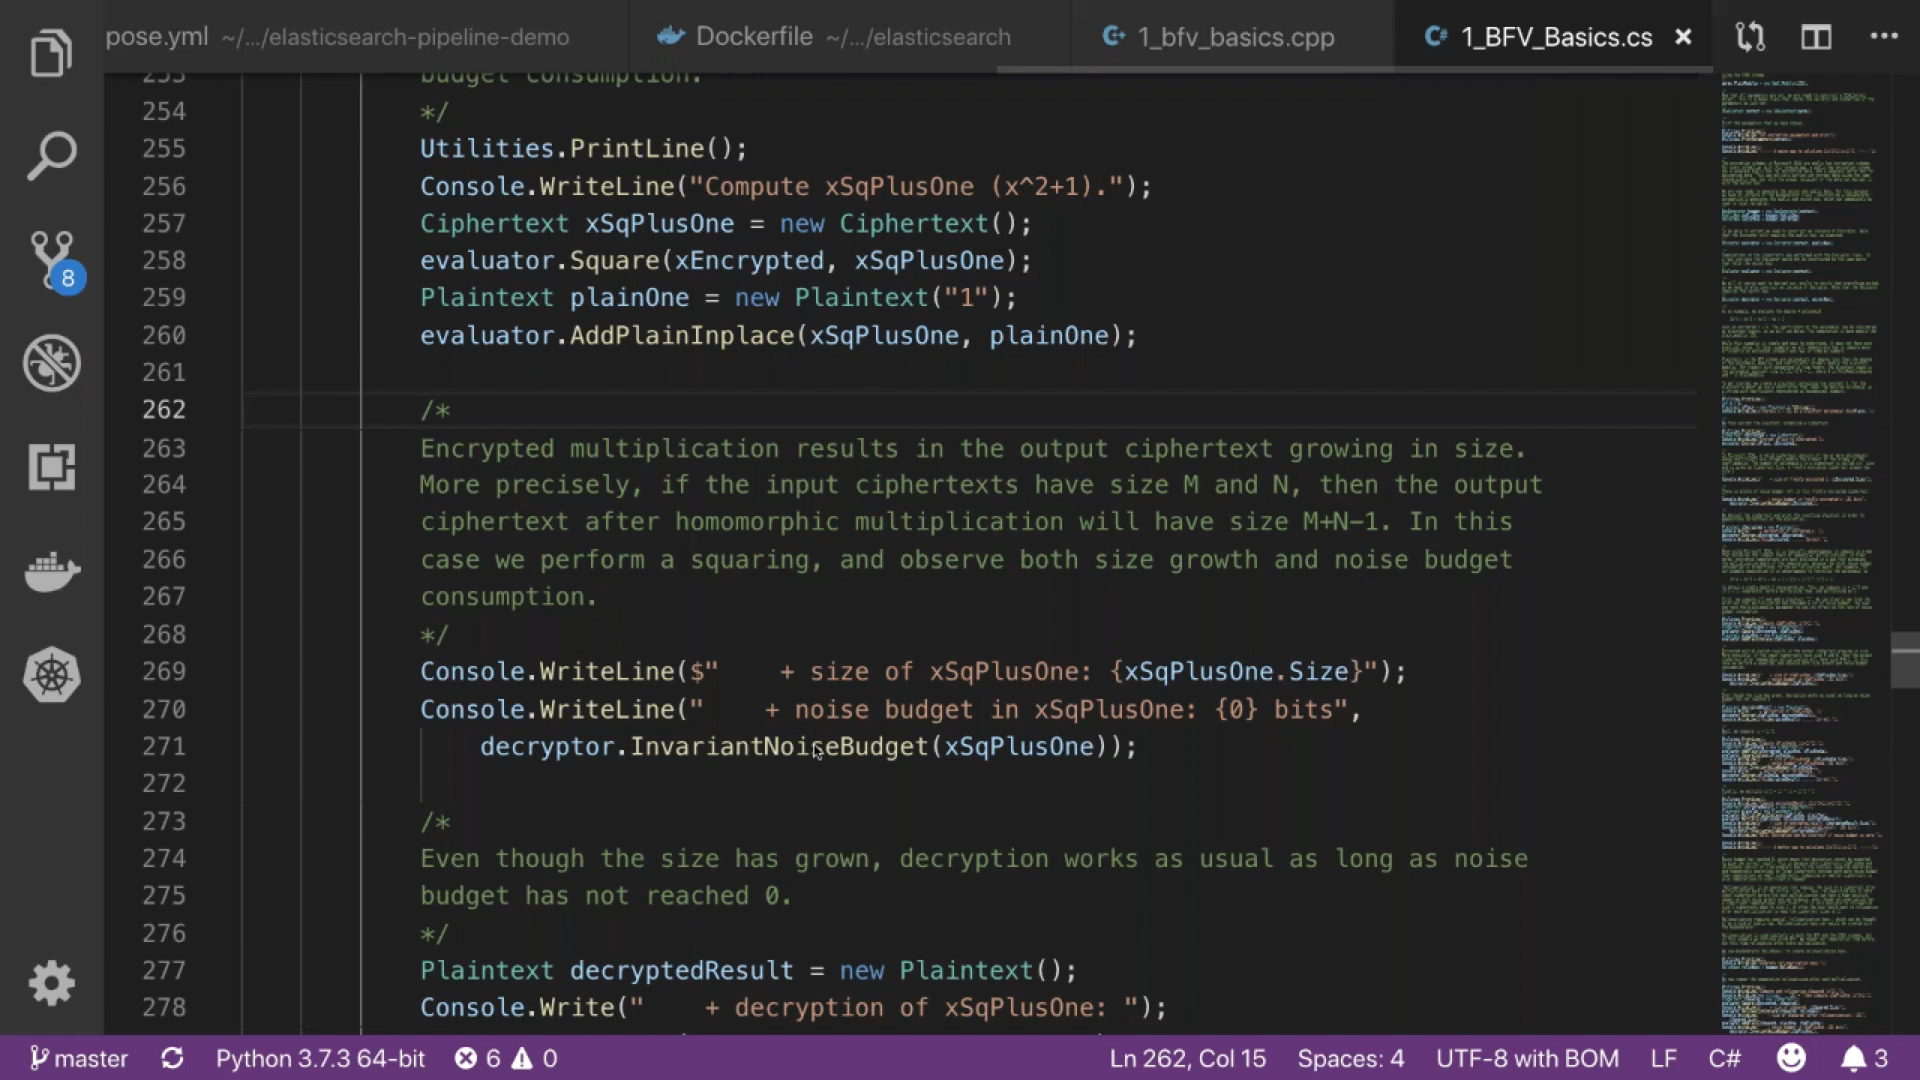 pose.yml ~/.../elasticsearch-pipeline-demo
Dockerfile ~/.../elasticsearch
1_bfv_basics.cpp
1_BFV_Basics.cs
253 budget consumption.
254 */
255 Utilities.PrintLine();
256 Console.WriteLine("Compute xSqPlusOne (x^2+1).");
257 Ciphertext xSqPlusOne = new Ciphertext();
258 evaluator.Square(xEncrypted, xSqPlusOne);
259 Plaintext plainOne = new Plaintext("1");
260 evaluator.AddPlainInplace(xSqPlusOne, plainOne);
261
262 /*
263 Encrypted multiplication results in the output ciphertext growing in size.
264 More precisely, if the input ciphertexts have size M and N, then the output
265 ciphertext after homomorphic multiplication will have size M+N-1. In this
266 case we perform a squaring, and observe both size growth and noise budget
267 consumption.
268 */
269 Console.WriteLine($"    + size of xSqPlusOne: {xSqPlusOne.Size}");
270 Console.WriteLine("    + noise budget in xSqPlusOne: {0} bits",
271 decryptor.InvariantNoiseBudget(xSqPlusOne));
272
273 /*
274 Even though the size has grown, decryption works as usual as long as noise
275 budget has not reached 0.
276 */
277 Plaintext decryptedResult = new Plaintext();
278 Console.Write("    + decryption of xSqPlusOne: ");
8
master Python 3.7.3 64-bit 6 0 Ln 262, Col 15 Spaces: 4 UTF-8 with BOM LF C# 3